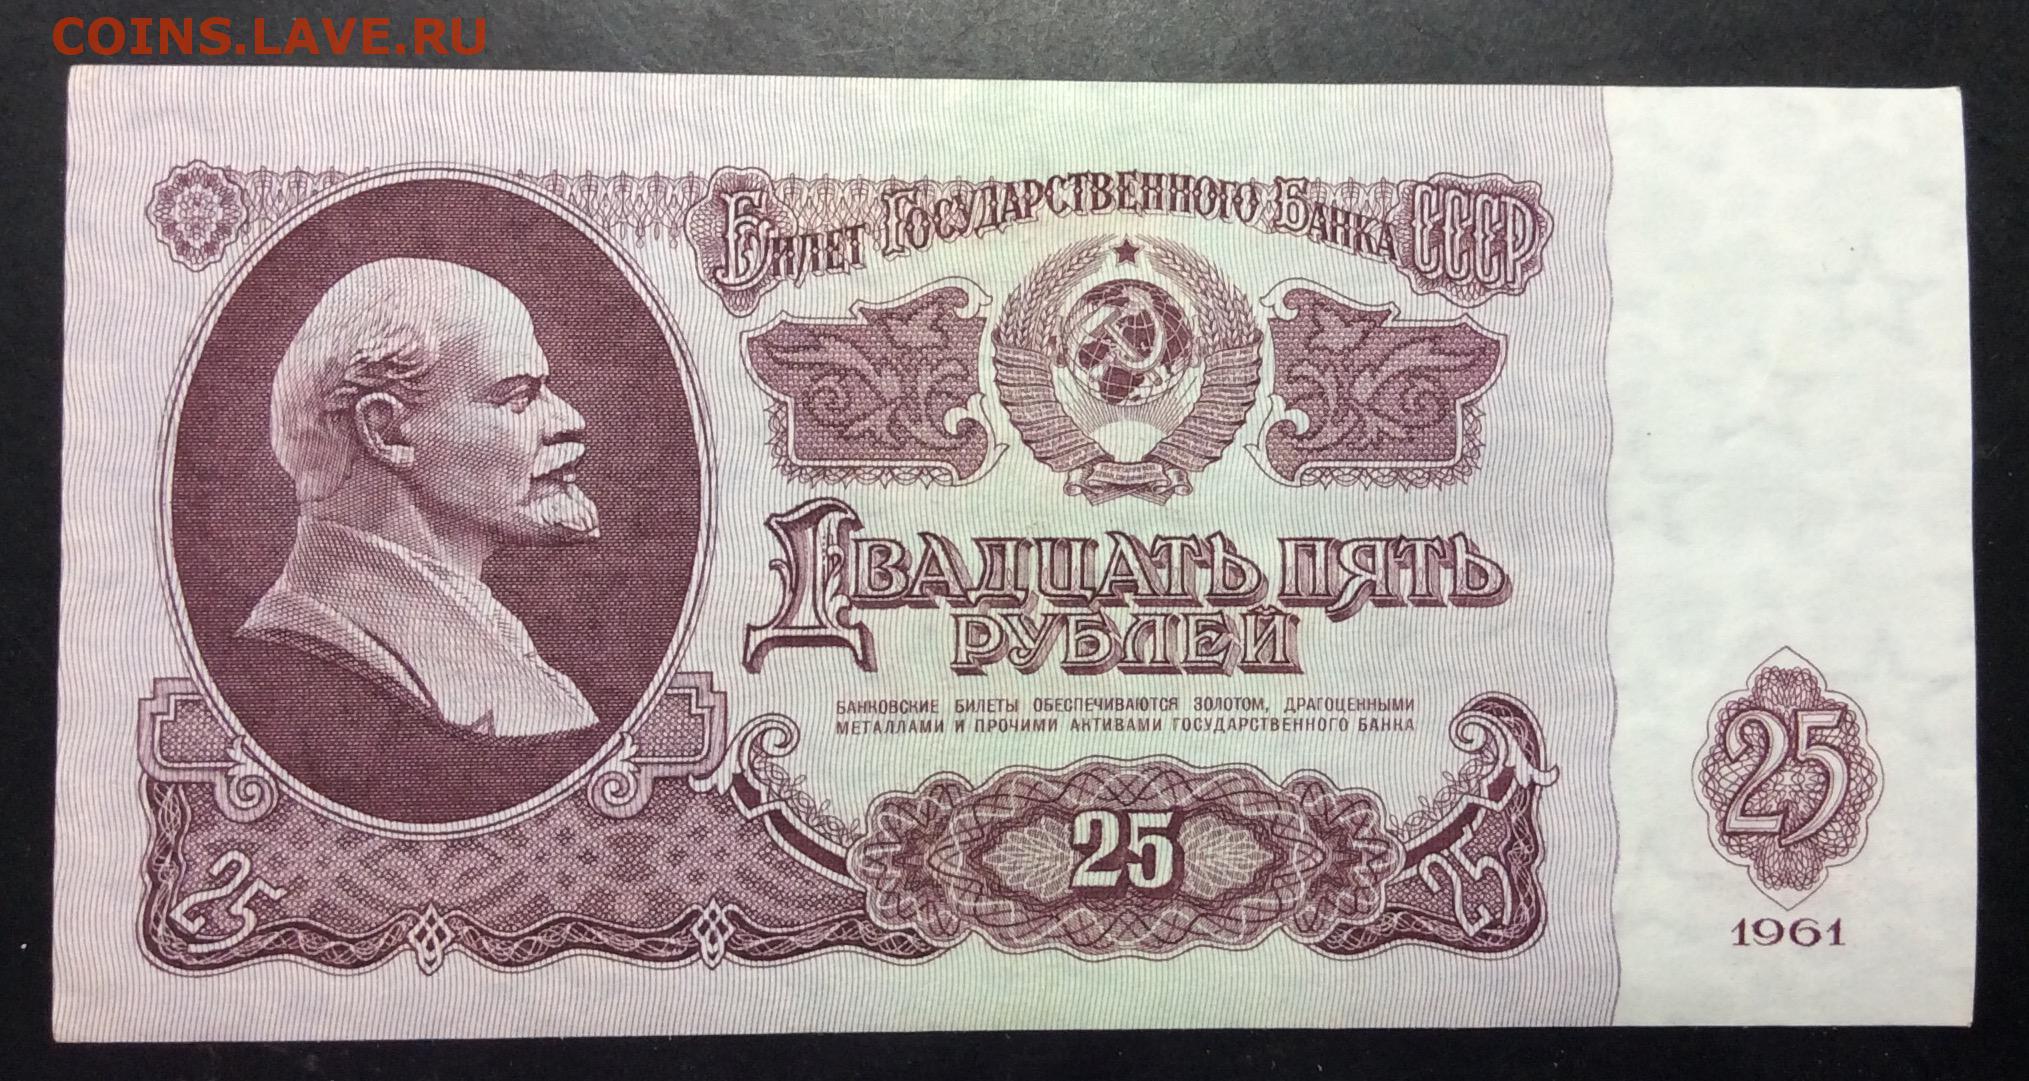 COINS.LAVE.RU
Билет Государственного Банка СССР
Двадцать пять
рублей
БАНКОВСКИЕ БИЛЕТЫ ОБЕСПЕЧИВАЮТСЯ ЗОЛОТОМ, ДРАГОЦЕННЫМИ
МЕТАЛЛАМИ И ПРОЧИМИ АКТИВАМИ ГОСУДАРСТВЕННОГО БАНКА
25
25
25
25
1961